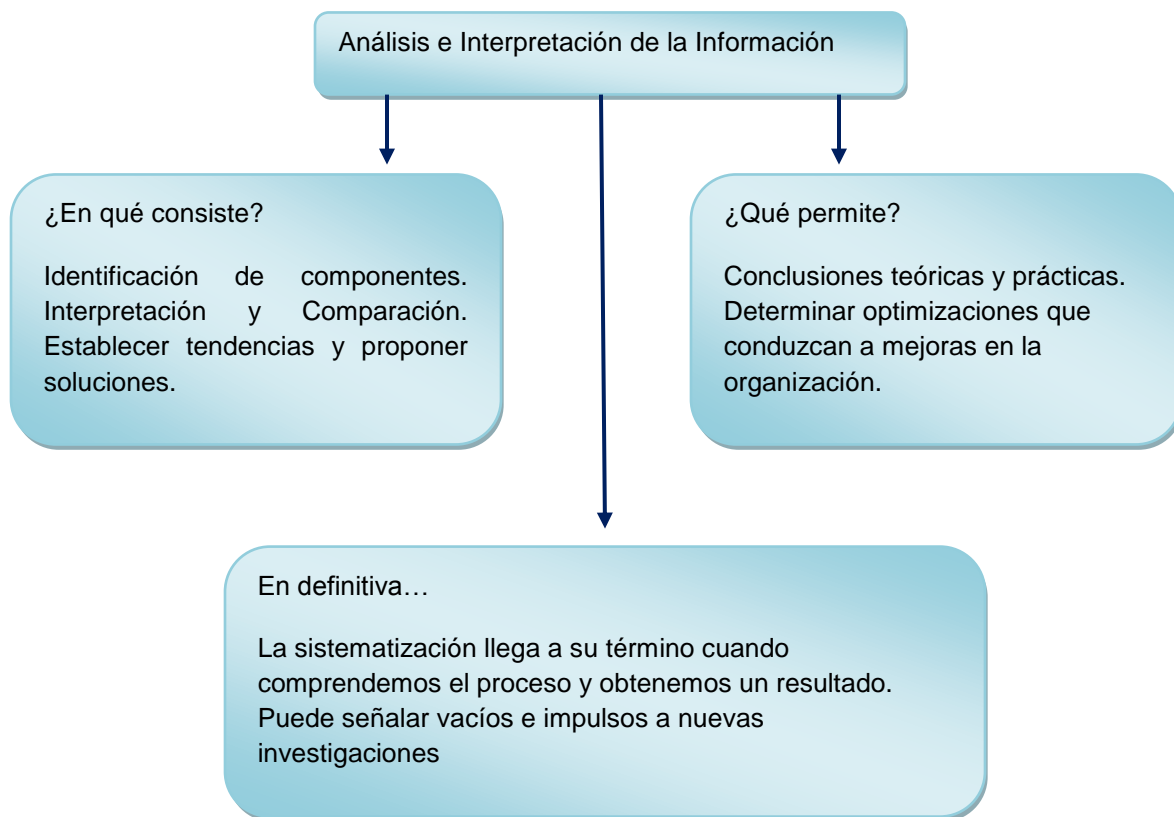 Análisis e Interpretación de la Información
¿En qué consiste?
Identificación de componentes.
Interpretación y Comparación.
Establecer tendencias y proponer
soluciones.
¿Qué permite?
Conclusiones teóricas y prácticas.
Determinar optimizaciones que
conduzcan a mejoras en la
organización.
En definitiva…
La sistematización llega a su término cuando
comprendemos el proceso y obtenemos un resultado.
Puede señalar vacíos e impulsos a nuevas
investigaciones